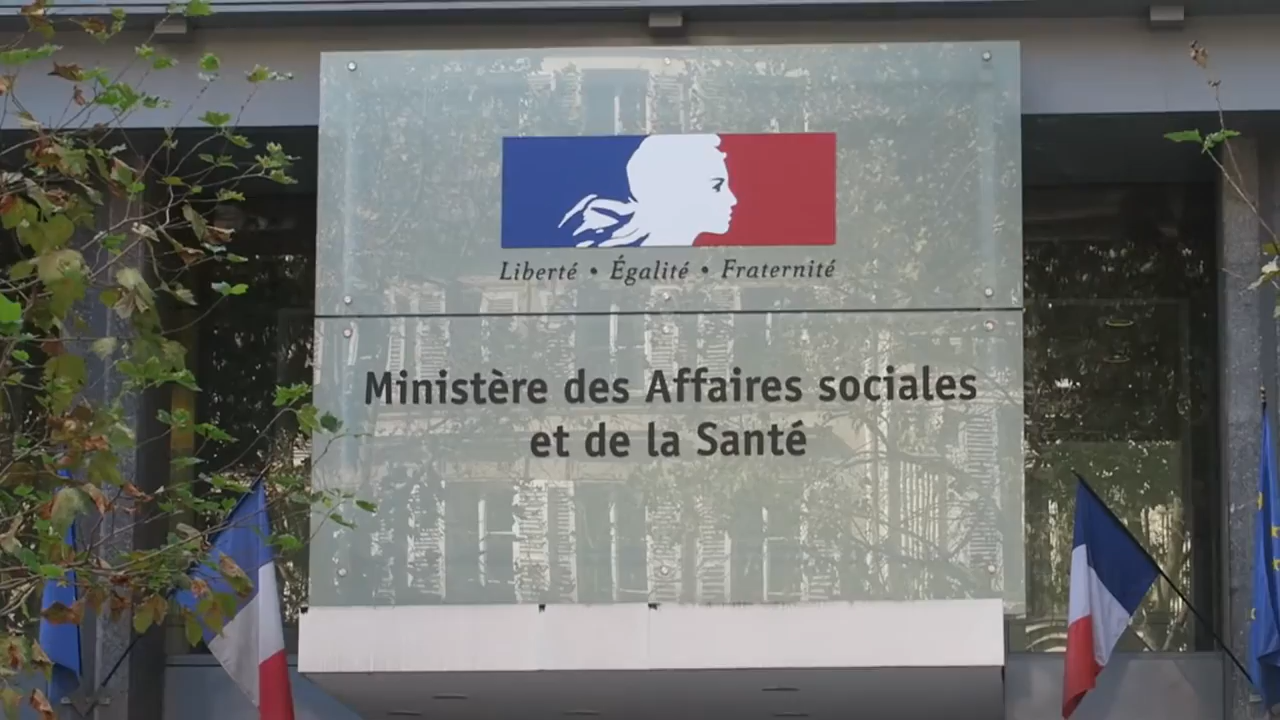 Liberté • Égalité • Fraternité
Ministère des Affaires sociales
et de la Santé